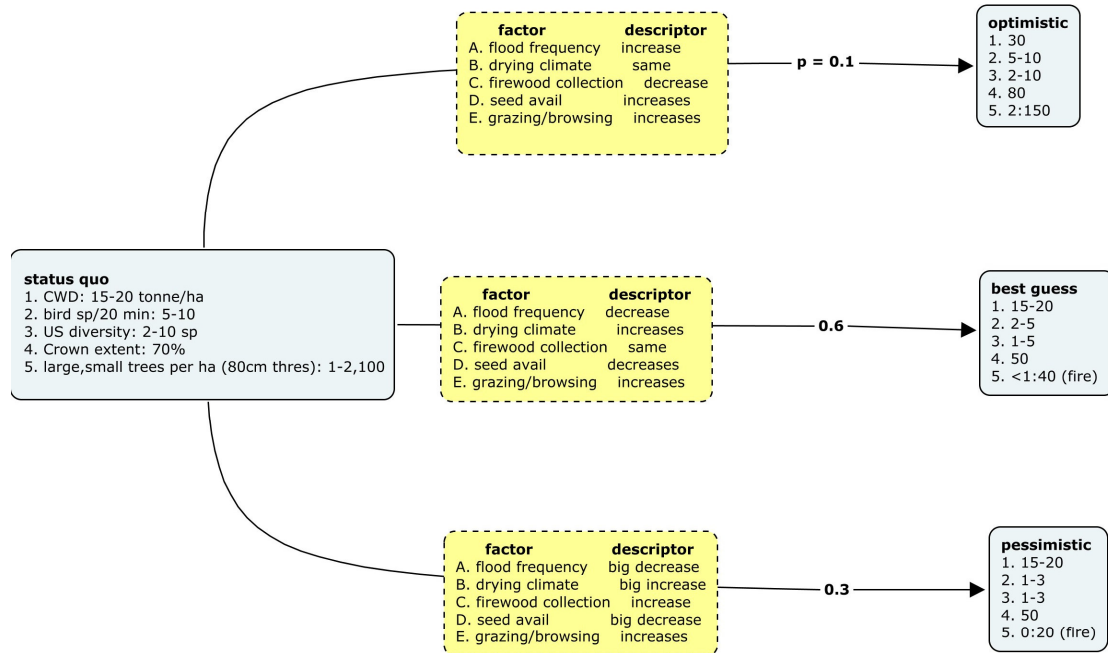 factor descriptor
A. flood frequency increase
B. drying climate same
C. firewood collection decrease
D. seed avail increases
E. grazing/browsing increases
p = 0.1
optimistic
1. 30
2. 5-10
3. 2-10
4. 80
5. 2:150
status quo
1. CWD: 15-20 tonne/ha
2. bird sp/20 min: 5-10
3. US diversity: 2-10 sp
4. Crown extent: 70%
5. large,small trees per ha (80cm thres): 1-2,100
factor descriptor
A. flood frequency decrease
B. drying climate increases
C. firewood collection same
D. seed avail decreases
E. grazing/browsing increases
0.6
best guess
1. 15-20
2. 2-5
3. 1-5
4. 50
5. <1:40 (fire)
factor descriptor
A. flood frequency big decrease
B. drying climate big increase
C. firewood collection increase
D. seed avail big decrease
E. grazing/browsing increases
0.3
pessimistic
1. 15-20
2. 1-3
3. 1-3
4. 50
5. 0:20 (fire)